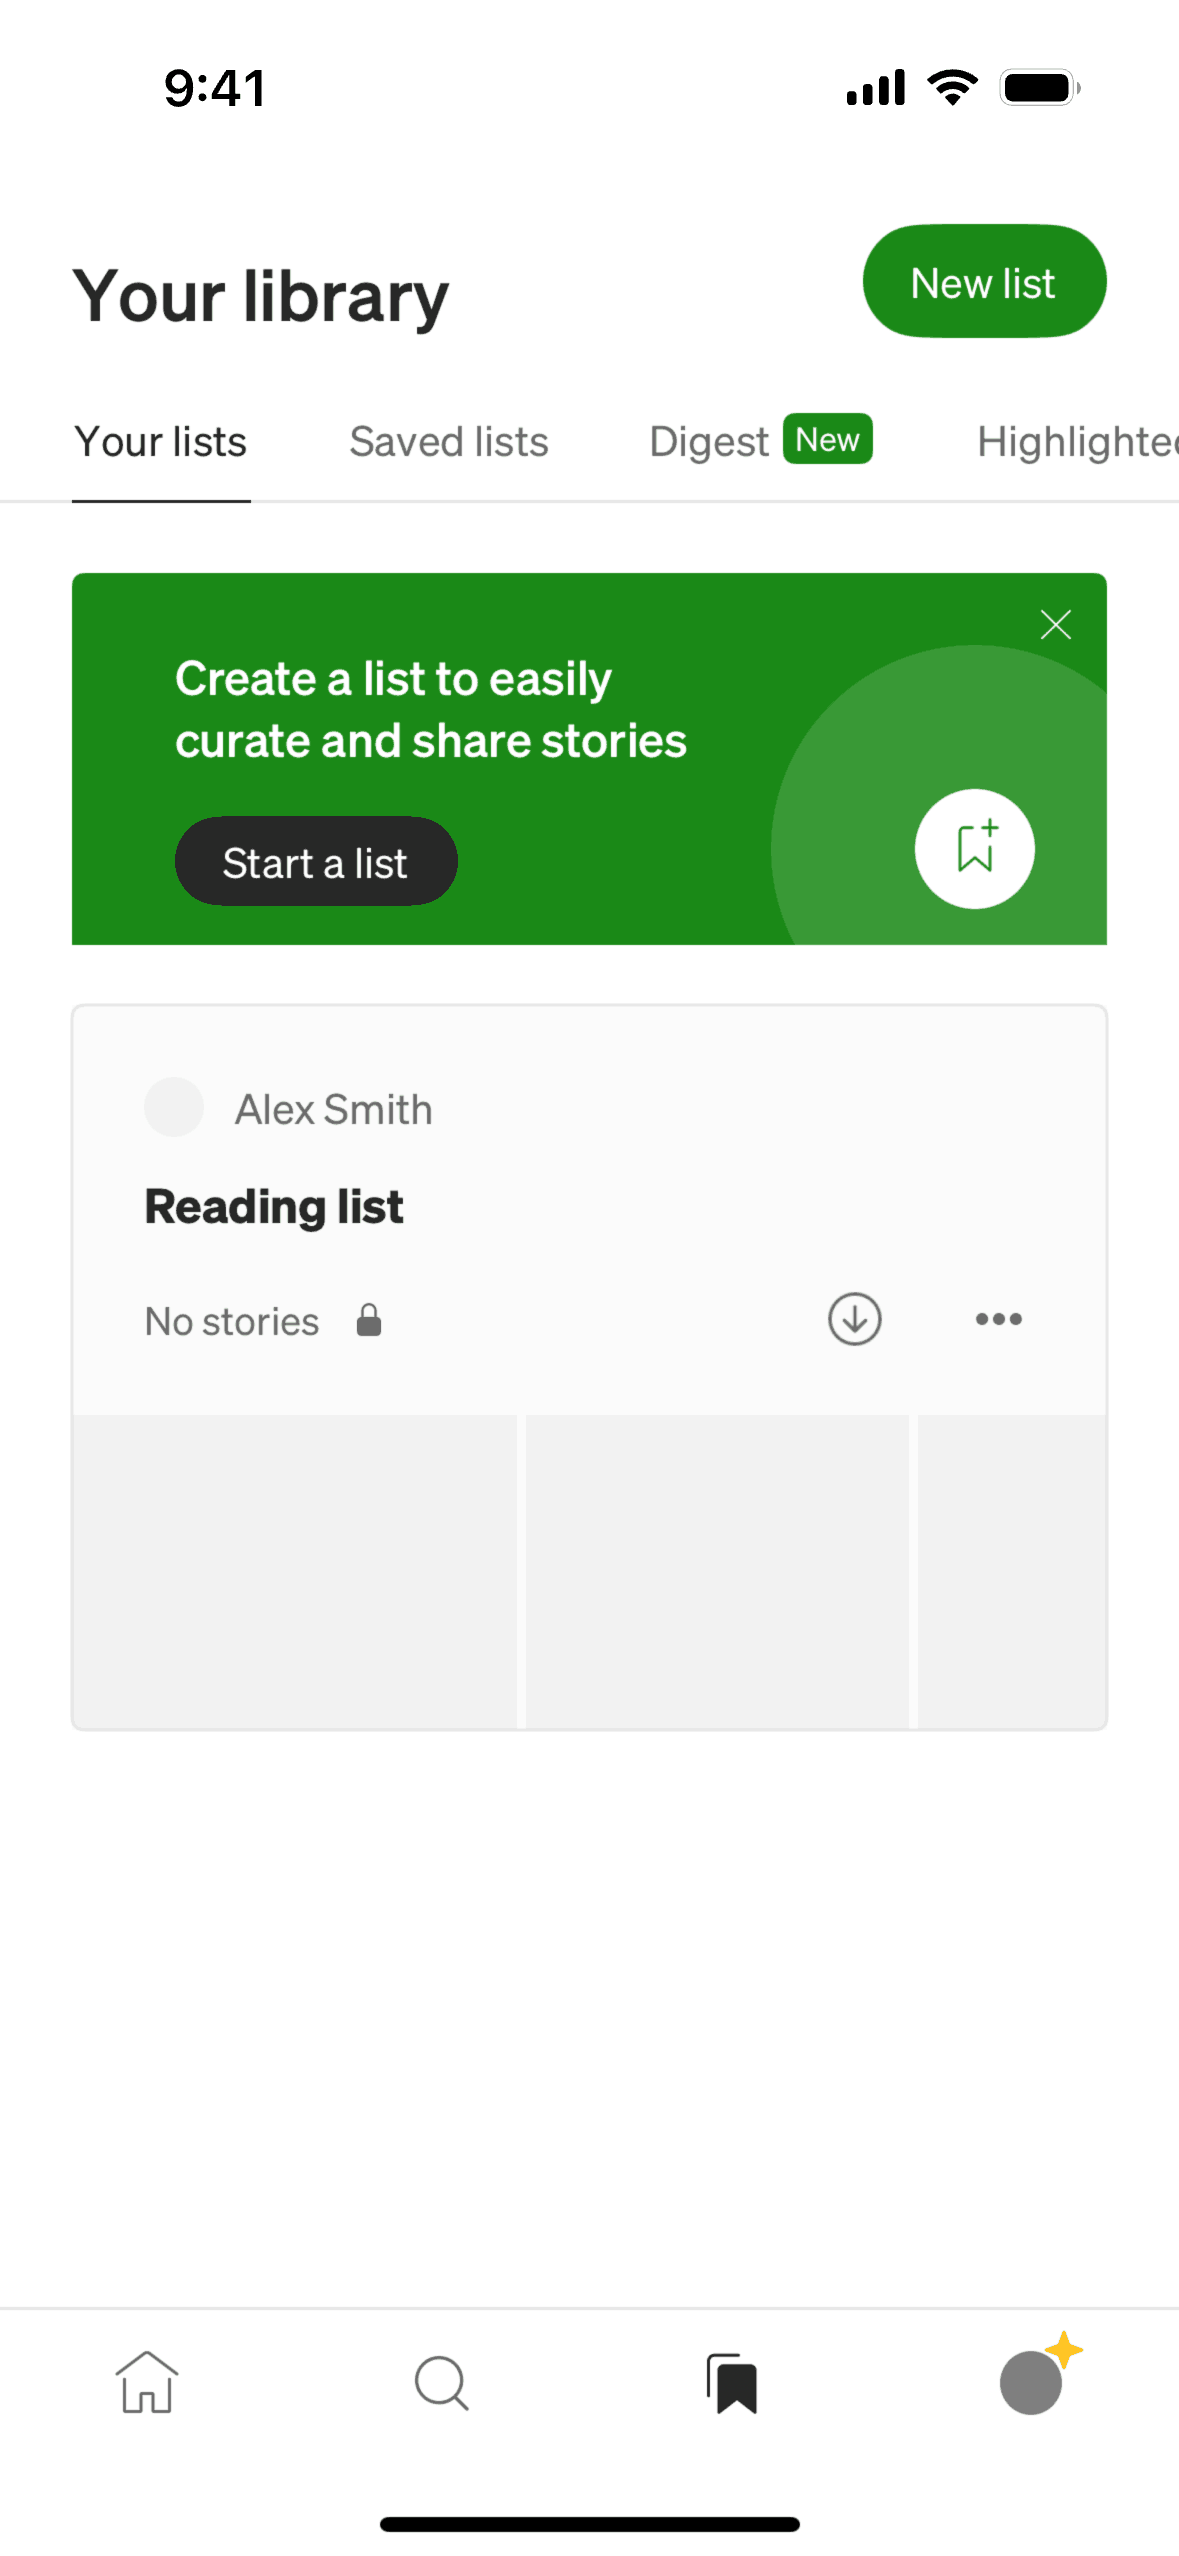 9:41
Your library
New list
Your lists
Saved lists
Digest New
Highlighted
Create a list to easily
curate and share stories
Start a list
Alex Smith
Reading list
No stories